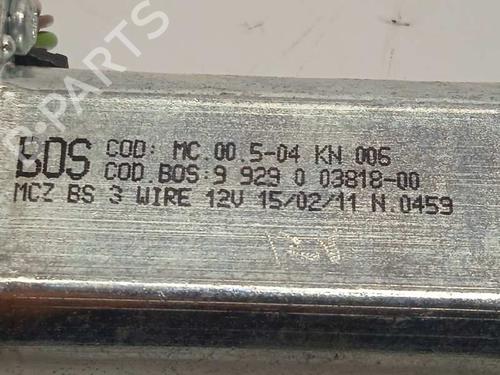 BOS COD: MC.00.5-04 KN 006
COD.BOS:9 929 0 03818-00
MCZ BS 3 WIRE 12V 15/02/11 N.0459
B-PARTS